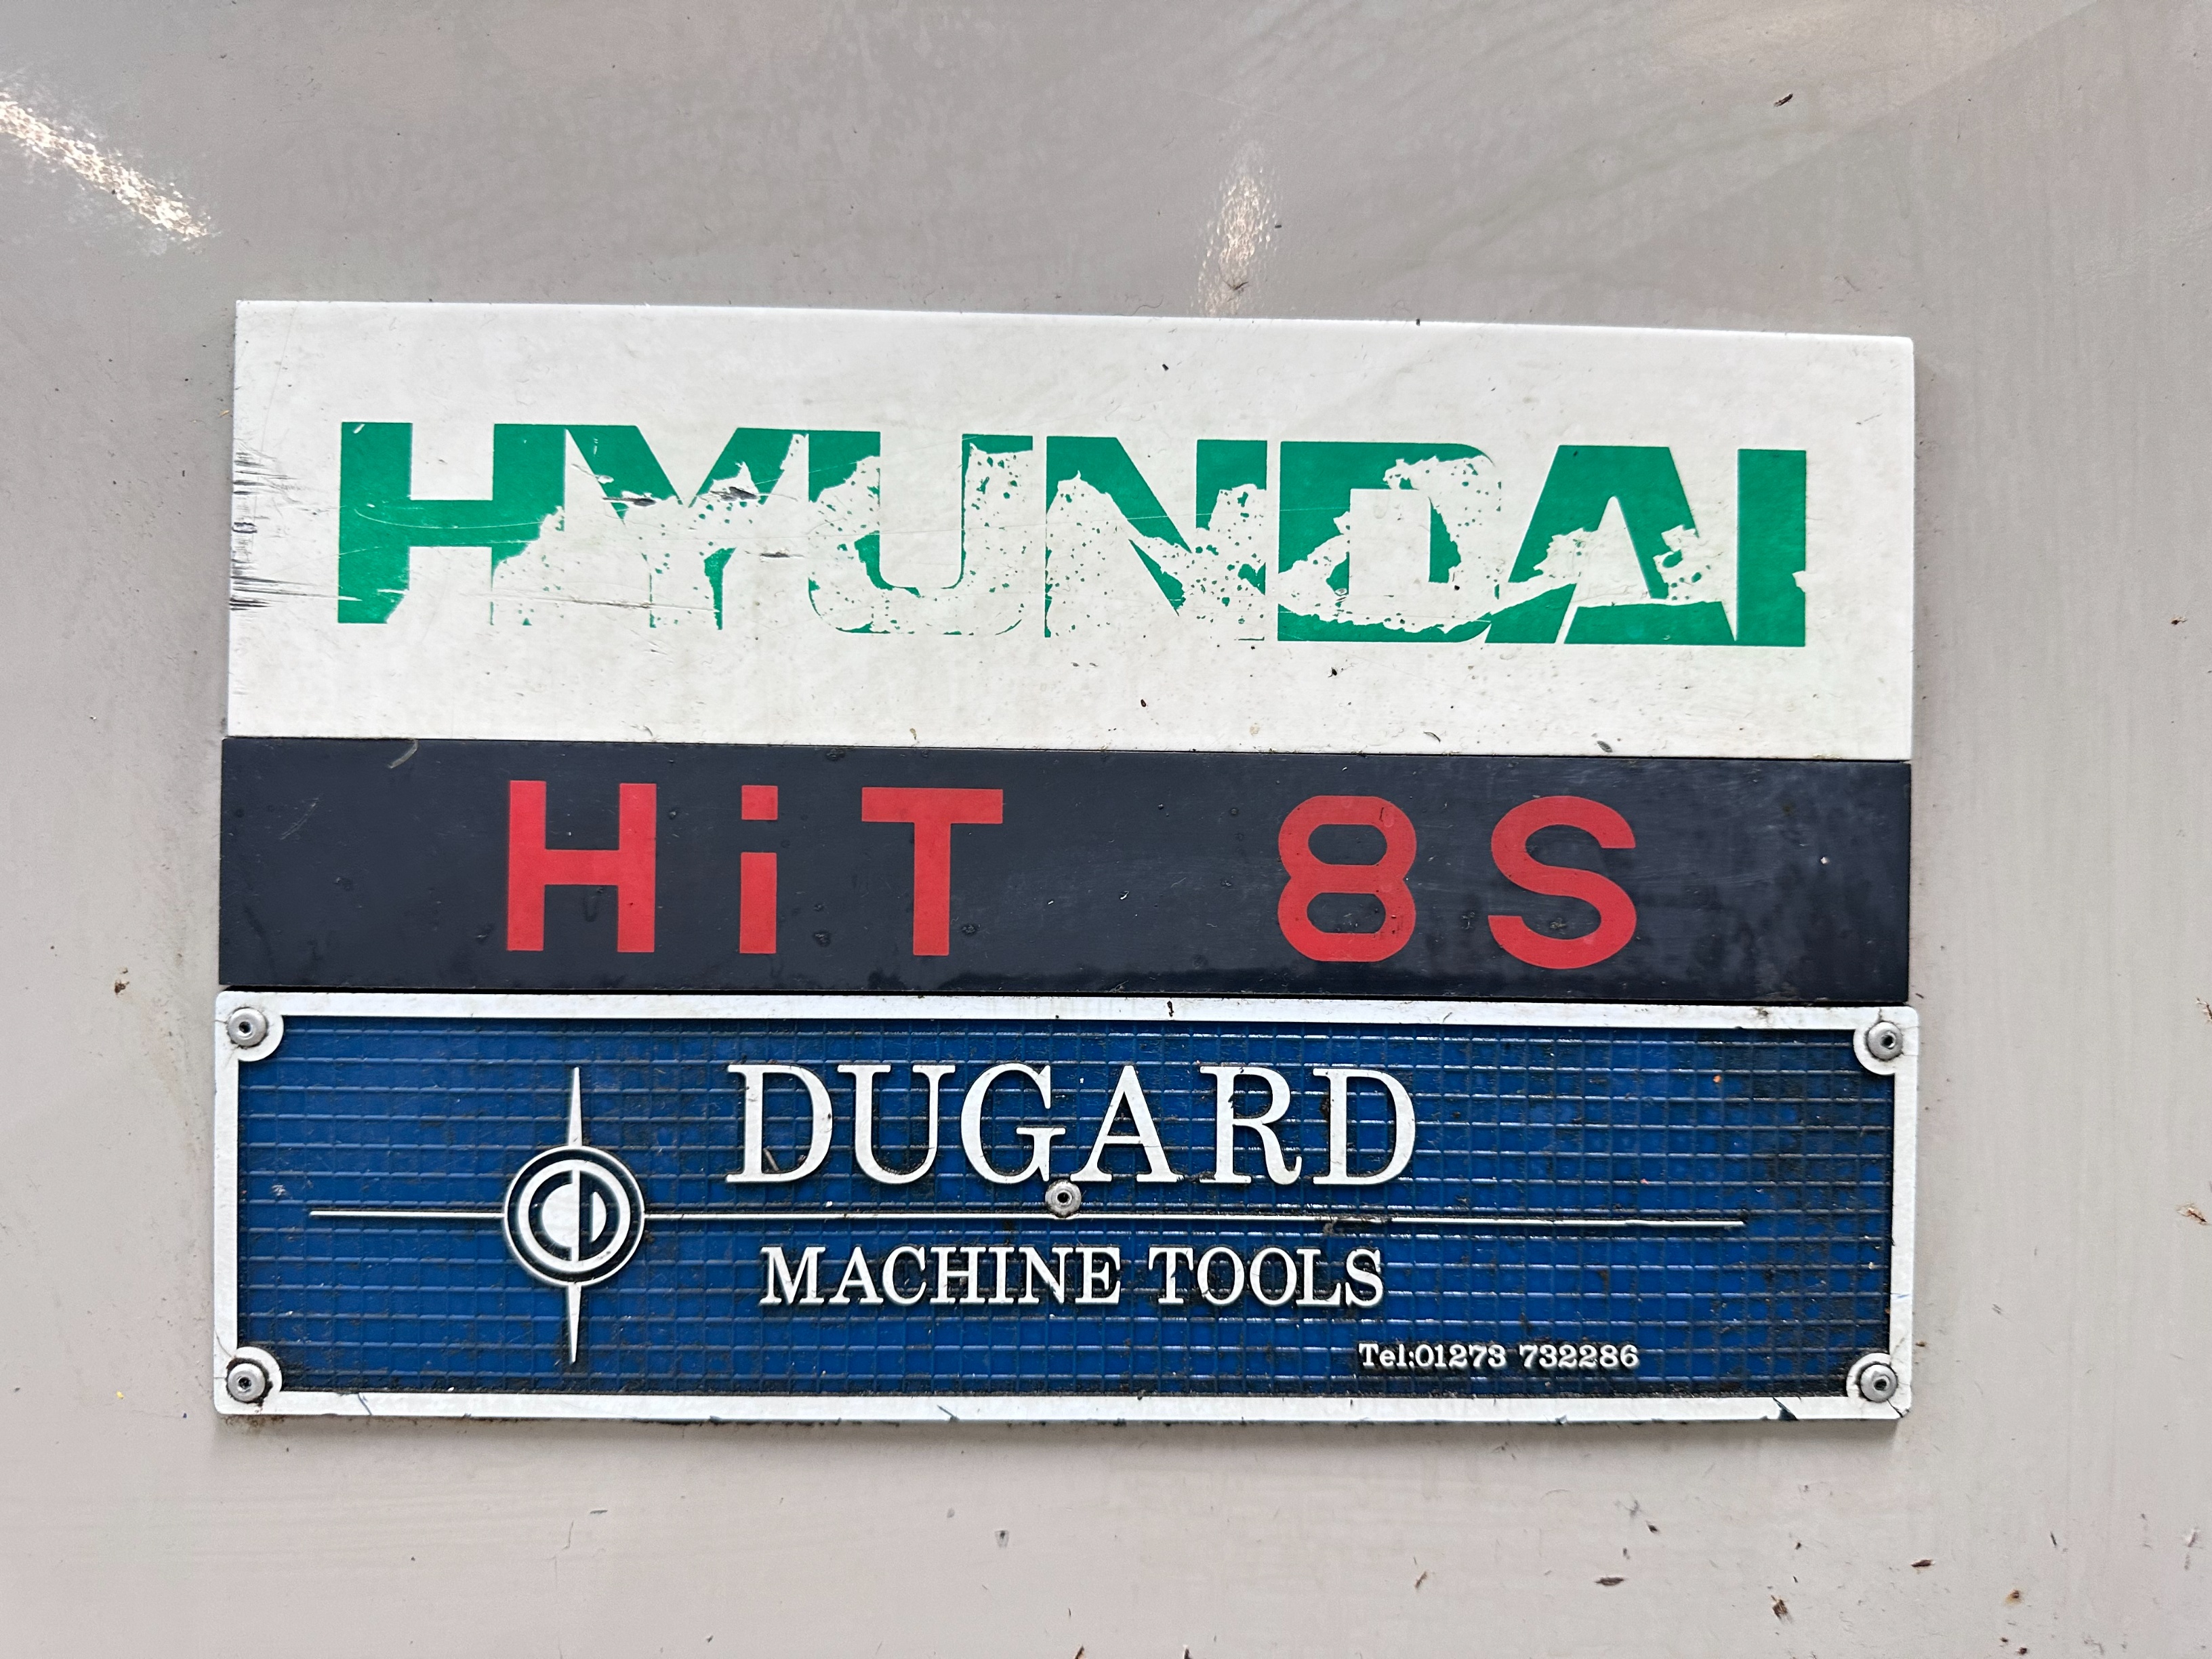 HYUNDAI
HiT 8S
DUGARD
MACHINE TOOLS
Tel:01273 732286